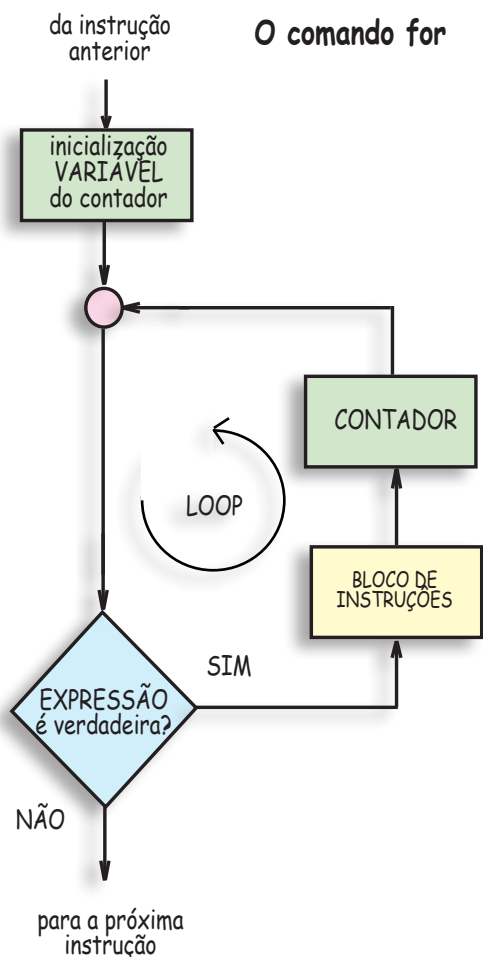 O comando for
da instrução
anterior
inicialização
VARIÁVEL
do contador
CONTADOR
LOOP
BLOCO DE
INSTRUÇÕES
SIM
EXPRESSÃO
é verdadeira?
NÃO
para a próxima
instrução